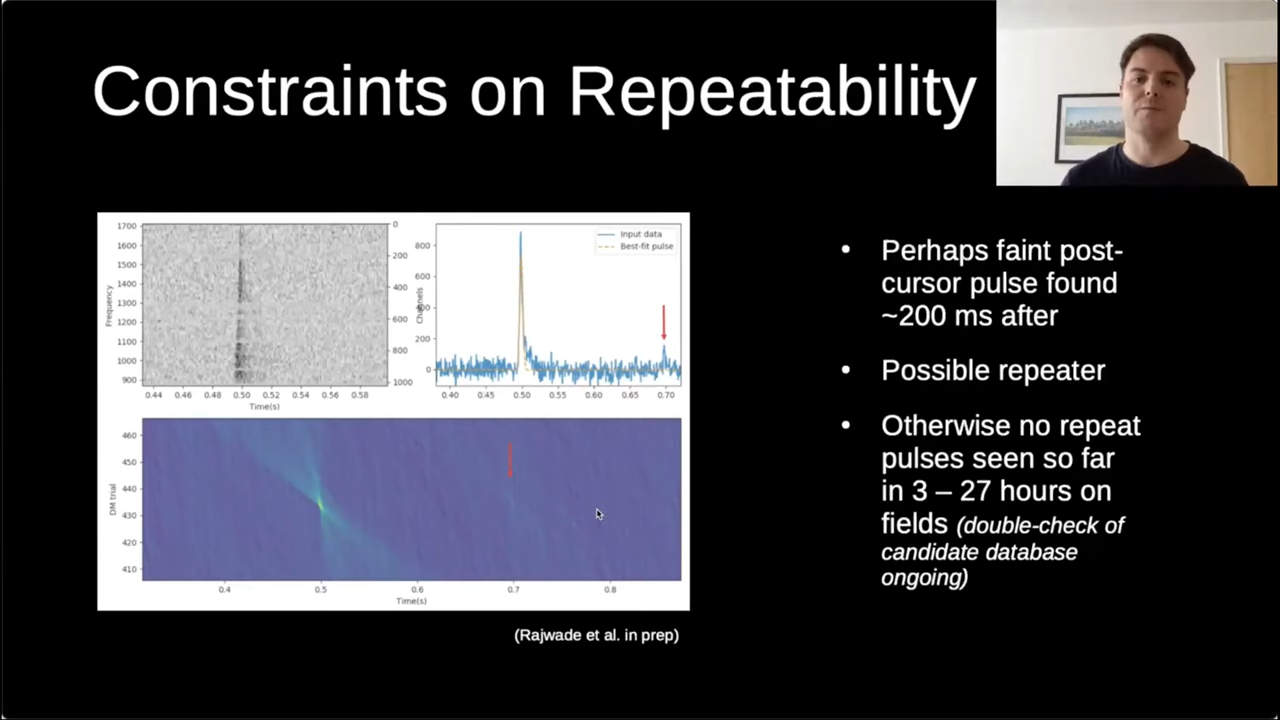 Constraints on Repeatability
1700
1600
1500
1400
1300
1200
1100
1000
900
Frequency
0
200
400
600
800
1000
Channels
0.44 0.46 0.48 0.50 0.52 0.54 0.56 0.58
Time(s)
800
600
400
200
0
Input data
Best-fit pulse
0.40 0.45 0.50 0.55 0.60 0.65 0.70
460
450
440
430
420
410
DM trial
0.4 0.5 0.6 0.7 0.8
Time(s)
(Rajwade et al. in prep)
• Perhaps faint post-
cursor pulse found
~200 ms after
• Possible repeater
• Otherwise no repeat
pulses seen so far
in 3 – 27 hours on
fields (double-check of
candidate database
ongoing)